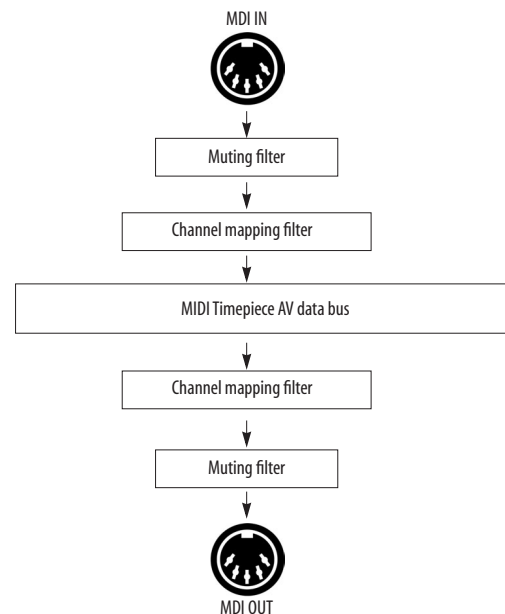 MDI IN
Muting filter
Channel mapping filter
MIDI Timepiece AV data bus
Channel mapping filter
Muting filter
MDI OUT